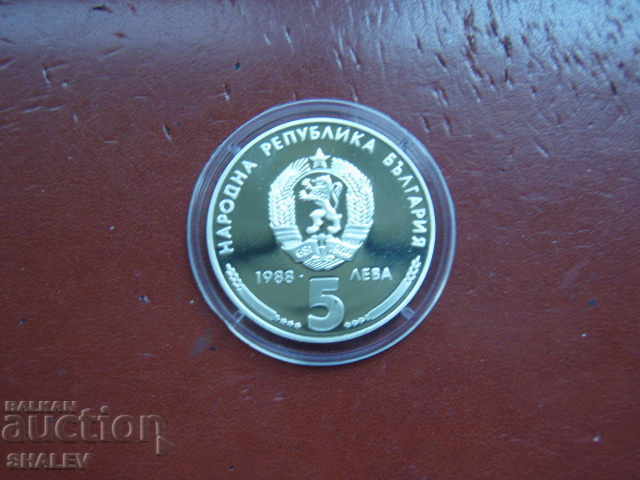 НАРОДНА РЕПУБЛИКА БЪЛГАРИЯ
1988 · ЛЕВА
5
BALKAN
auction
SHALEV